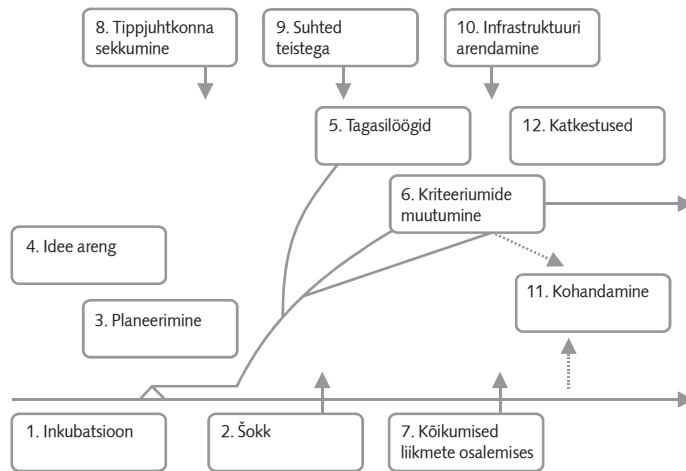 8. Tippjuhtkonna
sekkumine
9. Suhted
teistega
10. Infrastruktuuri
arendamine
5. Tagasilöögid
12. Katkestused
6. Kriteeriumide
muutumine
4. Idee areng
11. Kohandamine
3. Planeerimine
1. Inkubatsioon
2. Šokk
7. Kõikumised
liikmete osalemises